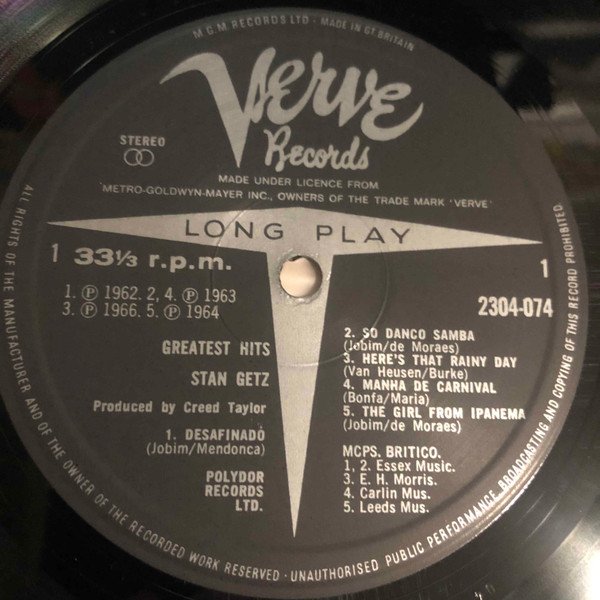 M.G.M RECORDS LTD · MADE IN GT. BRITAIN
Verve
Records
STEREO
MADE UNDER LICENCE FROM
'METRO-GOLDWYN-MAYER INC., OWNERS OF THE TRADE MARK 'VERVE'
LONG PLAY
1 33⅓ r.p.m.
1
2304-074
1. ℗ 1962. 2, 4. ℗ 1963
3. ℗ 1966. 5. ℗ 1964
GREATEST HITS
STAN GETZ
Produced by Creed Taylor
1. DESAFINADO
(Jobim/Mendonca)
POLYDOR
RECORDS
LTD.
2. SO DANCO SAMBA
(Jobim/de Moraes)
3. HERE'S THAT RAINY DAY
(Van Heusen/Burke)
4. MANHA DE CARNIVAL
(Bonfa/Maria)
5. THE GIRL FROM IPANEMA
(Jobim/de Moraes)
MCPS. BRITICO.
1, 2. Essex Music.
3. E. H. Morris.
4. Carlin Mus.
5. Leeds Mus.
ALL RIGHTS OF THE MANUFACTURER AND OF THE OWNER OF THE RECORDED WORK RESERVED · UNAUTHORISED PUBLIC PERFORMANCE, BROADCASTING AND COPYING OF THIS RECORD PROHIBITED.